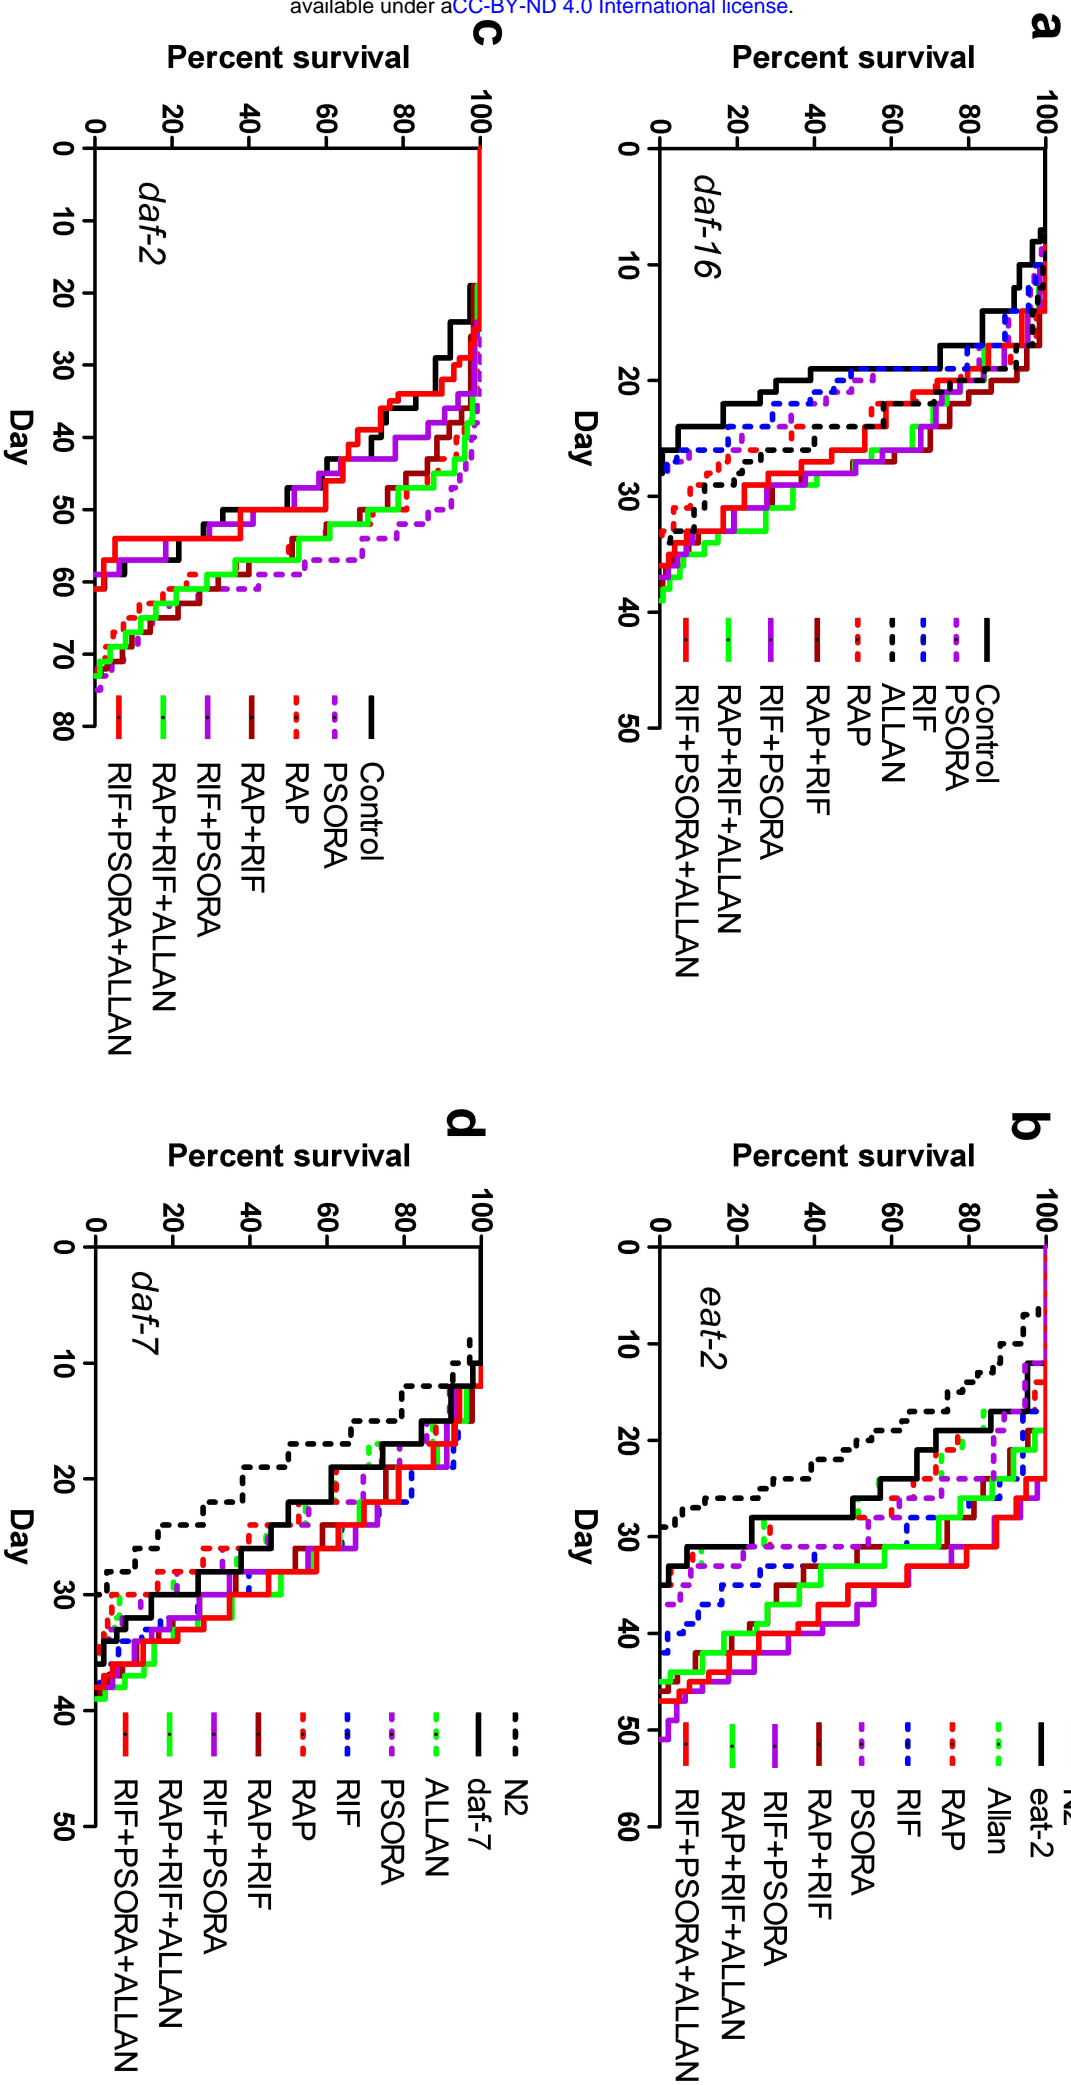 available under aCC-BY-ND 4.0 International license.
a
Percent survival
100
80
60
40
20
0
0 10 20 30 40 50
Day
daf-16
Control
PSORA
RIF
ALLAN
RAP
RAP+RIF
RIF+PSORA
RAP+RIF+ALLAN
RIF+PSORA+ALLAN
b
Percent survival
100
80
60
40
20
0
0 10 20 30 40 50 60
Day
eat-2
N2
eat-2
Allan
RAP
RIF
PSORA
RAP+RIF
RIF+PSORA
RAP+RIF+ALLAN
RIF+PSORA+ALLAN
c
Percent survival
100
80
60
40
20
0
0 10 20 30 40 50 60 70 80
Day
daf-2
Control
PSORA
RAP
RAP+RIF
RIF+PSORA
RAP+RIF+ALLAN
RIF+PSORA+ALLAN
d
Percent survival
100
80
60
40
20
0
0 10 20 30 40 50
Day
daf-7
N2
daf-7
ALLAN
PSORA
RIF
RAP
RAP+RIF
RIF+PSORA
RAP+RIF+ALLAN
RIF+PSORA+ALLAN